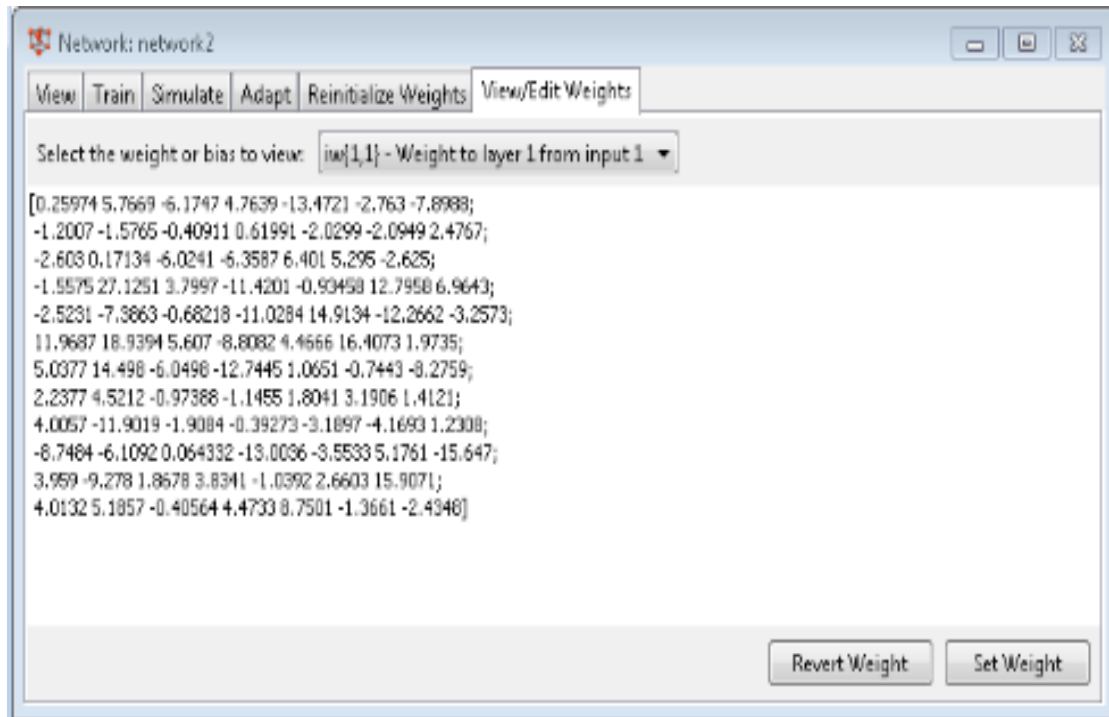 Network: network2
View Train Simulate Adapt Reinitialize Weights View/Edit Weights
Select the weight or bias to view: iw{1,1} - Weight to layer 1 from input 1
[0.25974 5.7669 -6.1747 4.7639 -13.4721 -2.763 -7.8988;
-1.2007 -1.5765 -0.40911 0.61991 -2.0299 -2.0949 2.4767;
-2.603 0.17134 -6.0241 -6.3587 6.401 5.295 -2.625;
-1.5575 27.1251 3.7997 -11.4201 -0.93458 12.7958 6.9643;
-2.5231 -7.3863 -0.68218 -11.0284 14.9134 -12.2662 -3.2573;
11.9687 18.9394 5.607 -8.8082 4.4666 16.4073 1.9735;
5.0377 14.498 -6.0498 -12.7445 1.0651 -0.7443 -8.2759;
2.2377 4.5212 -0.97388 -1.1455 1.8041 3.1906 1.4121;
4.0057 -11.9019 -1.9084 -0.39273 -3.1897 -4.1693 1.2308;
-8.7484 -6.1092 0.064332 -13.0036 -3.5533 5.1761 -15.647;
3.959 -9.278 1.8678 3.8341 -1.0392 2.6603 15.9071;
4.0132 5.1857 -0.40564 4.4733 8.7501 -1.3661 -2.4348]
Revert Weight Set Weight